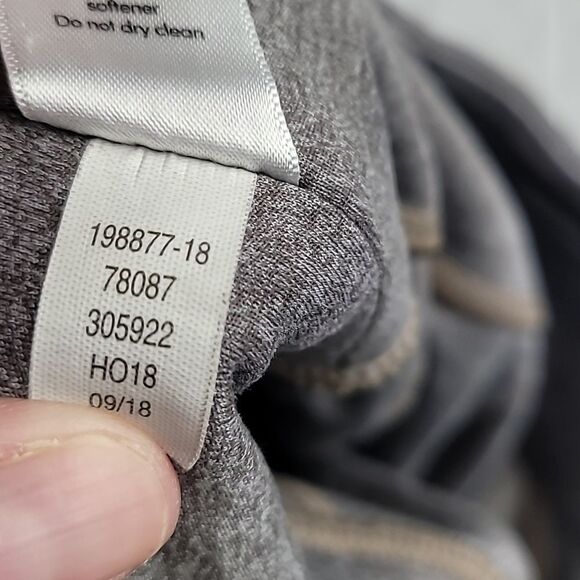 softener
Do not dry clean
198877-18
78087
305922
HO18
09/18